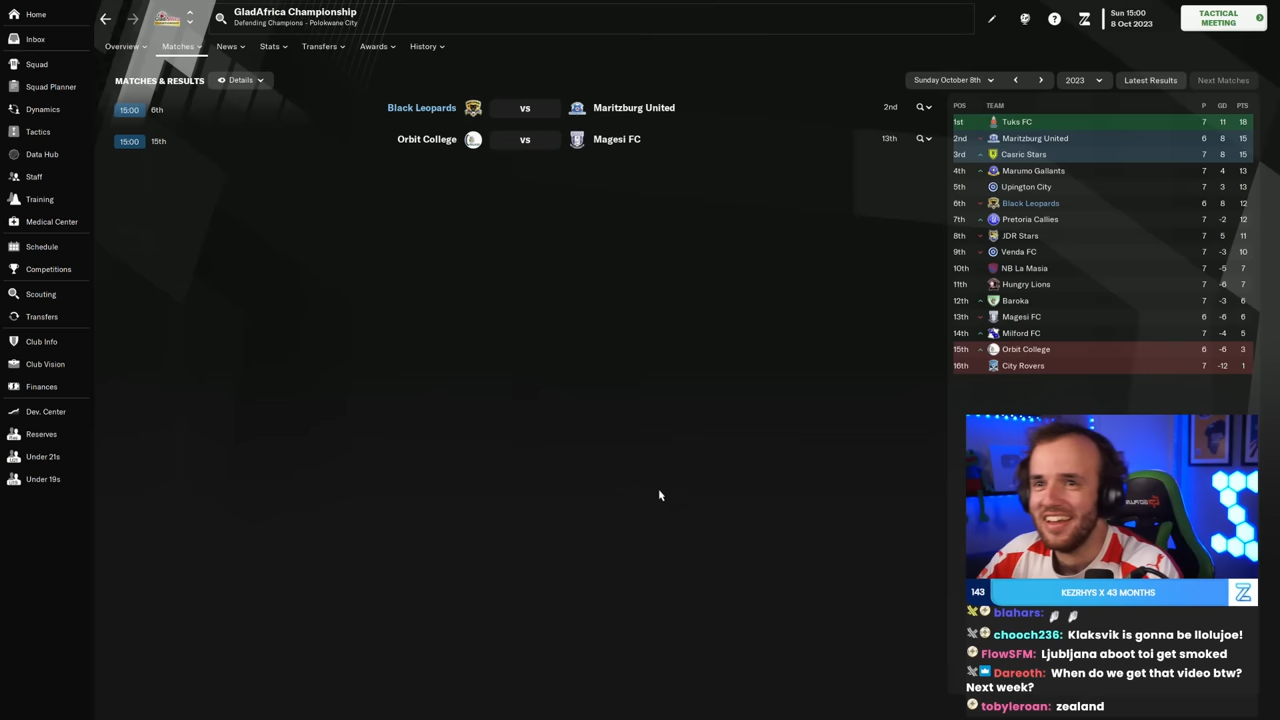 Home
GladAfrica Championship
Defending Champions - Polokwane City
Sun 15:00
8 Oct 2023
TACTICAL
MEETING
Overview Matches News Stats Transfers Awards History
Inbox
Squad
Squad Planner
Dynamics
Tactics
Data Hub
Staff
Training
Medical Center
Schedule
Competitions
Scouting
Transfers
Club Info
Club Vision
Finances
Dev. Center
Reserves
Under 21s
Under 19s
MATCHES & RESULTS Details Sunday October 8th 2023 Latest Results Next Matches
15:00 6th Black Leopards vs Maritzburg United 2nd
15:00 15th Orbit College vs Magesi FC 13th
POS TEAM P GD PTS
1st Tuks FC 7 11 18
2nd Maritzburg United 6 8 15
3rd Casric Stars 7 8 15
4th Marumo Gallants 7 4 13
5th Upington City 7 3 13
6th Black Leopards 6 8 12
7th Pretoria Callies 7 -2 12
8th JDR Stars 7 5 11
9th Venda FC 7 -3 10
10th NB La Masia 7 -5 7
11th Hungry Lions 7 -6 7
12th Baroka 7 -3 6
13th Magesi FC 6 -6 6
14th Milford FC 7 -4 5
15th Orbit College 6 -6 3
16th City Rovers 7 -12 1
143 KEZRHYS X 43 MONTHS
blahars:
chooch236: Klaksvik is gonna be llolujoe!
FlowSFM: Ljubljana aboot toi get smoked
Dareoth: When do we get that video btw?
Next week?
tobyleroan: zealand